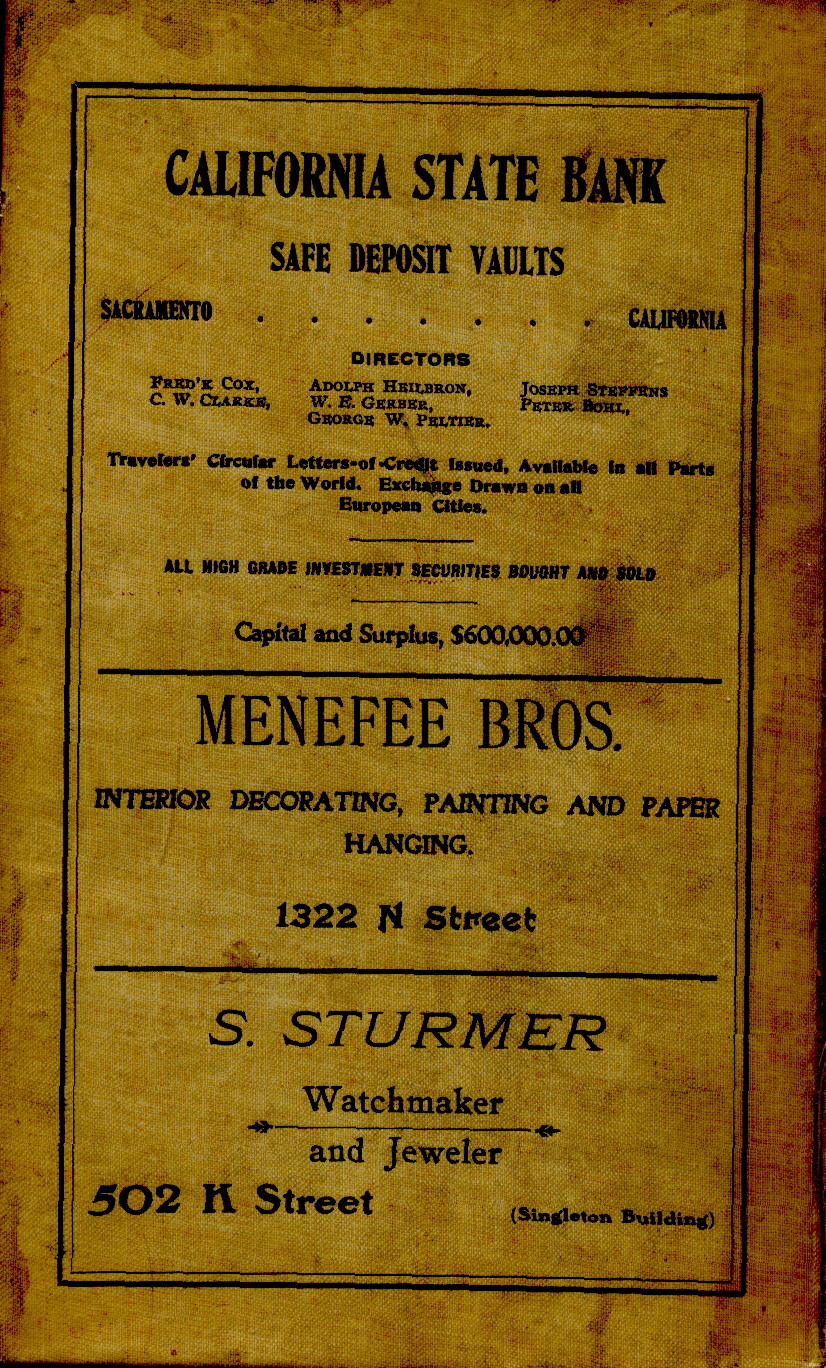 CALIFORNIA STATE BANK
SAFE DEPOSIT VAULTS
SACRAMENTO . . . . . . . CALIFORNIA
DIRECTORS
FRED'K COX, ADOLPH HEILBRON, JOSEPH STEFFENS
C. W. CLARKE, W. E. GERBER, PETER BOHL,
GEORGE W. PELTIER.
Travelers' Circular Letters-of-Credit Issued, Available in all Parts
of the World. Exchange Drawn on all
European Cities.
ALL HIGH GRADE INVESTMENT SECURITIES BOUGHT AND SOLD
Capital and Surplus, $600,000.00
MENEFEE BROS.
INTERIOR DECORATING, PAINTING AND PAPER
HANGING.
1322 N Street
S. STURMER
Watchmaker
and Jeweler
502 K Street (Singleton Building)